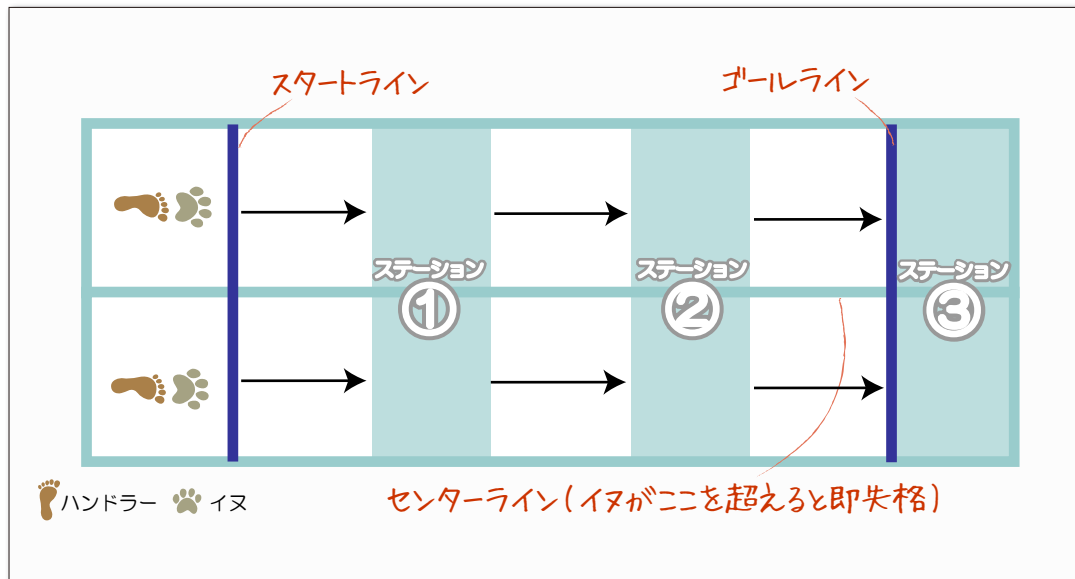 スタートライン
ゴールライン
ステーション
①
ステーション
②
ステーション
③
ハンドラー
イヌ
センターライン(イヌがここを超えると即失格)